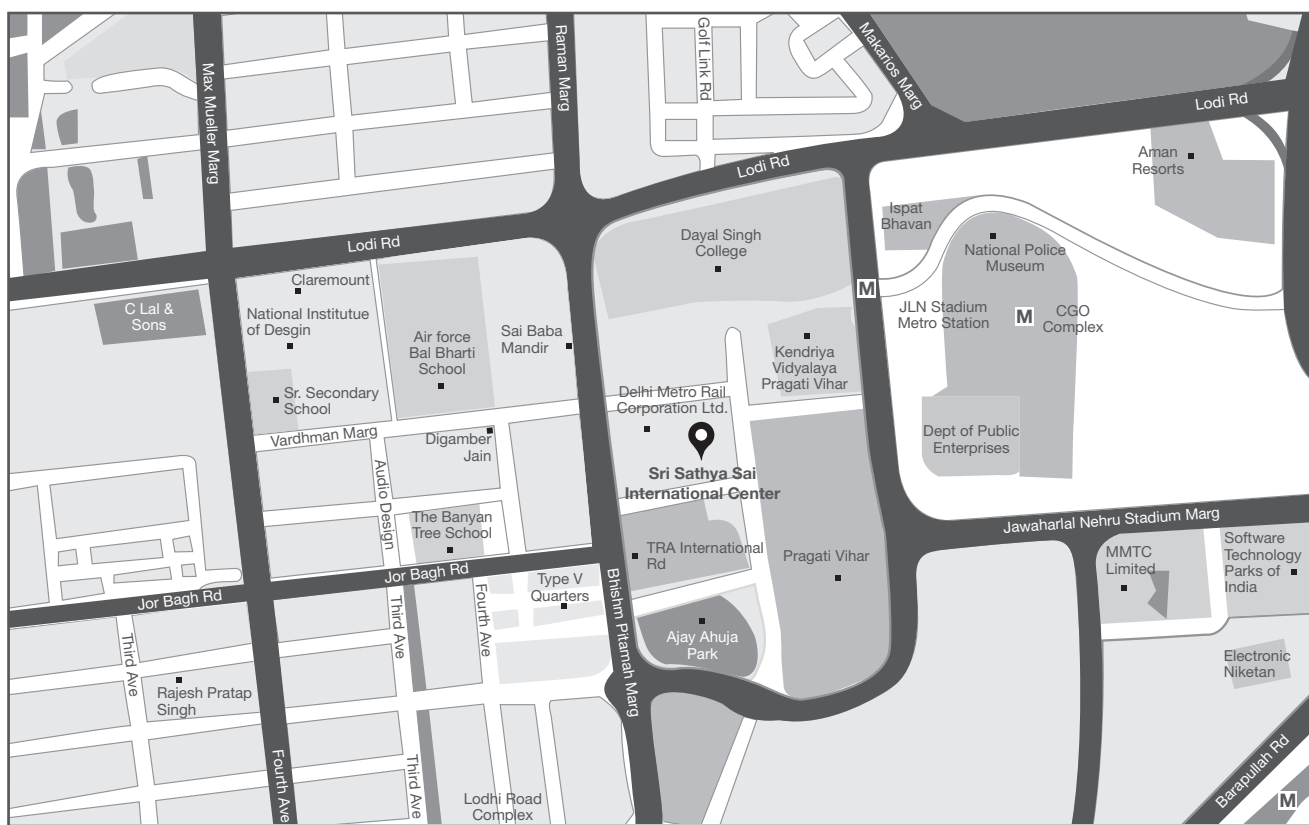 Max Mueller Marg
Raman Marg
Golf Link Rd
Makarios Marg
Lodi Rd
Lodi Rd
Lodi Rd
Aman
Resorts
Ispat
Bhavan
National Police
Museum
Dayal Singh
College
M
JLN Stadium
Metro Station
M
CGO
Complex
C Lal &
Sons
Claremount
National Institutue
of Desgin
Air force
Bal Bharti
School
Sai Baba
Mandir
Kendriya
Vidyalaya
Pragati Vihar
Sr. Secondary
School
Delhi Metro Rail
Corporation Ltd.
Vardhman Marg
Digamber
Jain
Dept of Public
Enterprises
Sri Sathya Sai
International Center
Audio Design
The Banyan
Tree School
Jawaharlal Nehru Stadium Marg
TRA International
Rd
Pragati Vihar
MMTC
Limited
Software
Technology
Parks of
India
Jor Bagh Rd
Jor Bagh Rd
Type V
Quarters
Bhishm Pitamah Marg
Third Ave
Fourth Ave
Third Ave
Ajay Ahuja
Park
Electronic
Niketan
Rajesh Pratap
Singh
Fourth Ave
Third Ave
Lodhi Road
Complex
Barapullah Rd
M